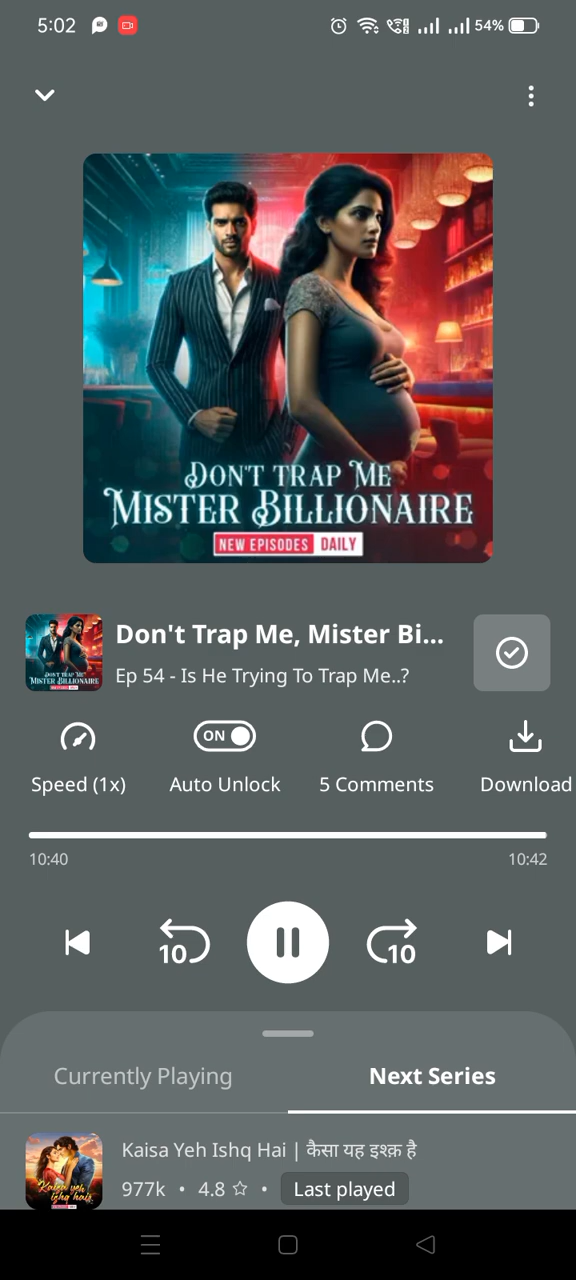 5:02
54%
DON'T TRAP ME
MISTER BILLIONAIRE
NEW EPISODES DAILY
Don't Trap Me, Mister Bi...
Ep 54 - Is He Trying To Trap Me..?
ON
Speed (1x)
Auto Unlock
5 Comments
Download
10:40
10:42
10
10
Currently Playing
Next Series
Kaisa Yeh Ishq Hai | कैसा यह इश्क़ है
977k • 4.8 ☆ • Last played